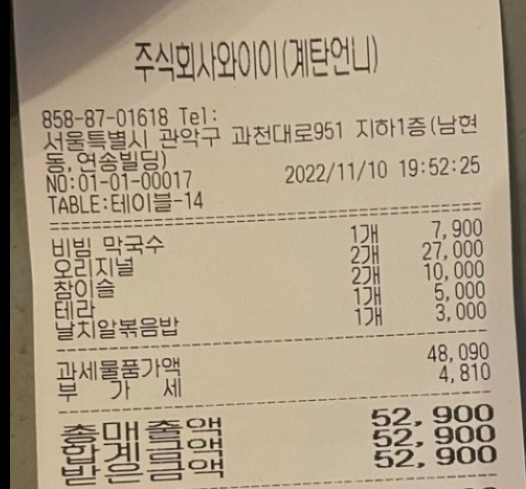 주식회사와이이(계탄언니)
858-87-01618 Tel:
서울특별시 관악구 과천대로951 지하1층(남현
동,연송빌딩)
NO:01-01-00017 2022/11/10 19:52:25
TABLE:테이블-14
비빔 막국수 1개 7,900
오리지널 2개 27,000
참이슬 2개 10,000
테라 1개 5,000
날치알볶음밥 1개 3,000
과세물품가액 48,090
부 가 세 4,810
총매출액 52,900
합계금액 52,900
받은금액 52,900